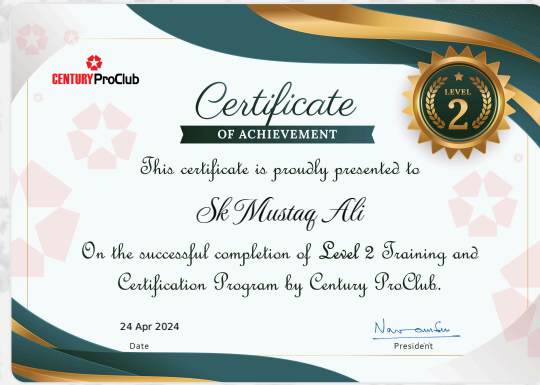 CENTURY ProClub
Certificate
OF ACHIEVEMENT
LEVEL
2
This certificate is proudly presented to
Sk Mustaq Ali
On the successful completion of Level 2 Training and
Certification Program by Century ProClub.
24 Apr 2024
Date
President